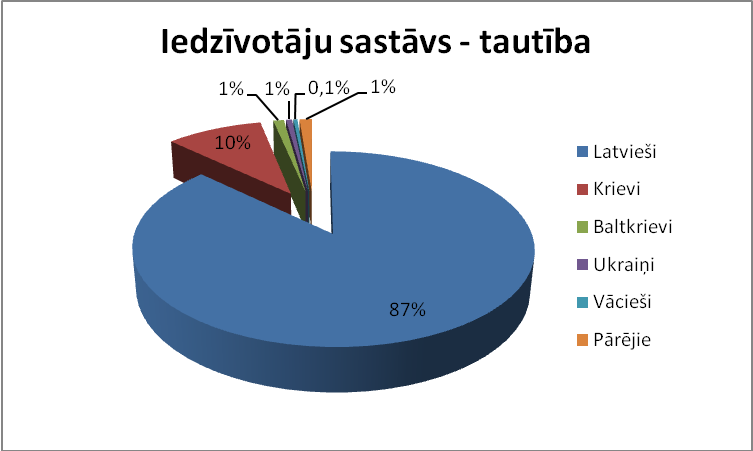 Iedzīvotāju sastāvs - tautība
1% 1% 0,1% 1%
10%
87%
Latvieši
Krievi
Baltkrievi
Ukraiņi
Vācieši
Pārējie